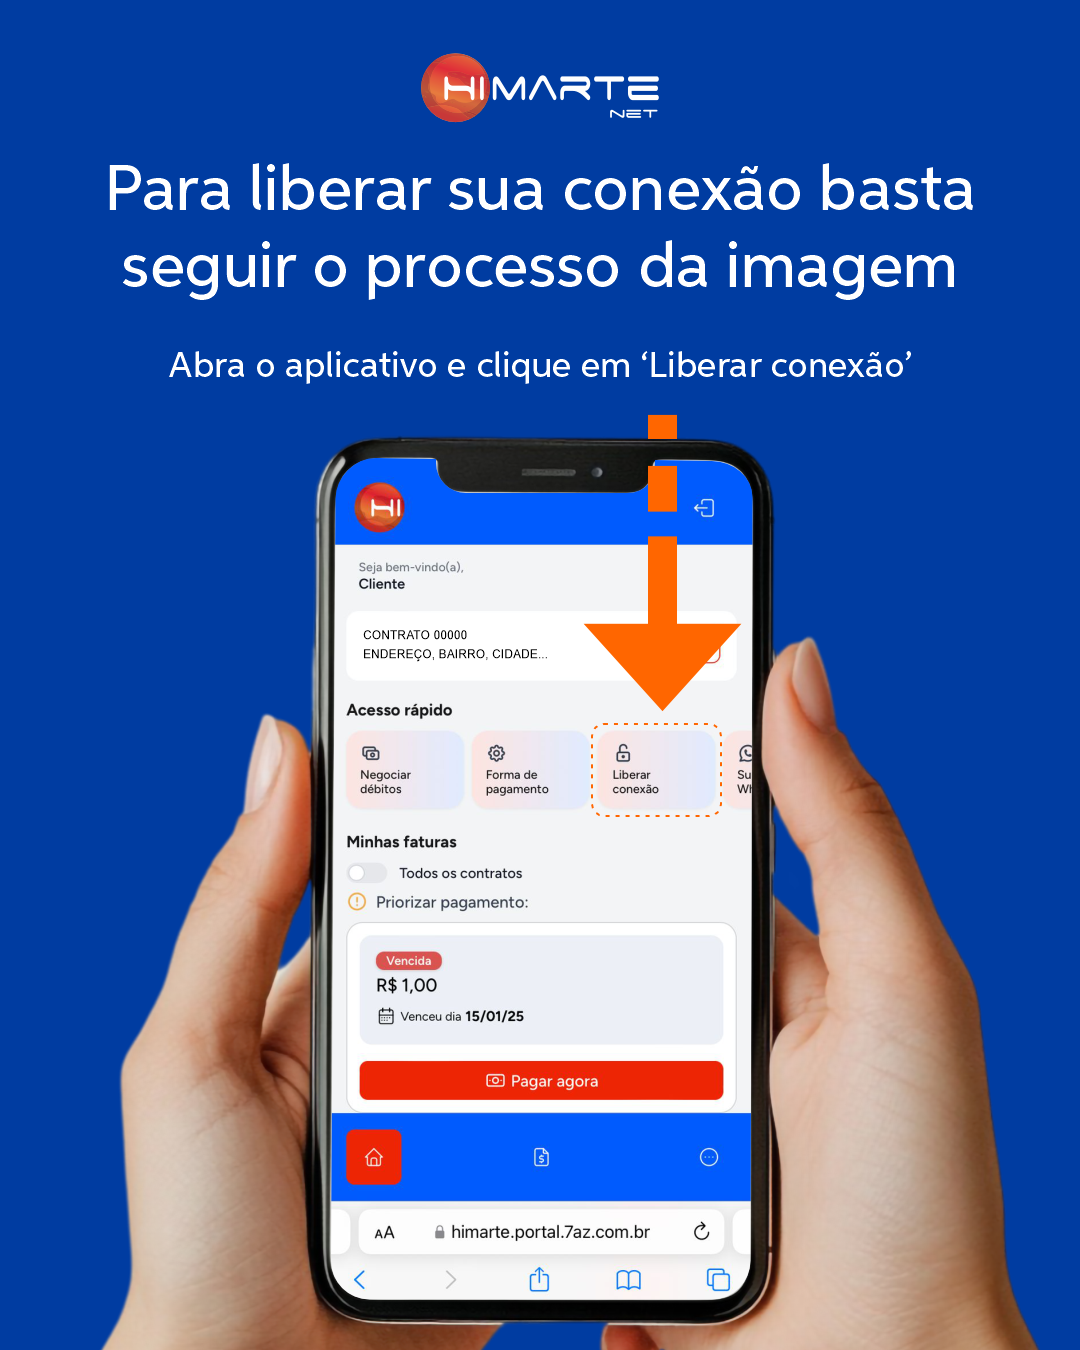 HIMARTE
NET
Para liberar sua conexão basta
seguir o processo da imagem
Abra o aplicativo e clique em ‘Liberar conexão’
HI
Seja bem-vindo(a),
Cliente
CONTRATO 00000
ENDEREÇO, BAIRRO, CIDADE...
Acesso rápido
Negociar
débitos
Forma de
pagamento
Liberar
conexão
Su
Wh
Minhas faturas
Todos os contratos
Priorizar pagamento:
Vencida
R$ 1,00
Venceu dia 15/01/25
Pagar agora
AA
himarte.portal.7az.com.br